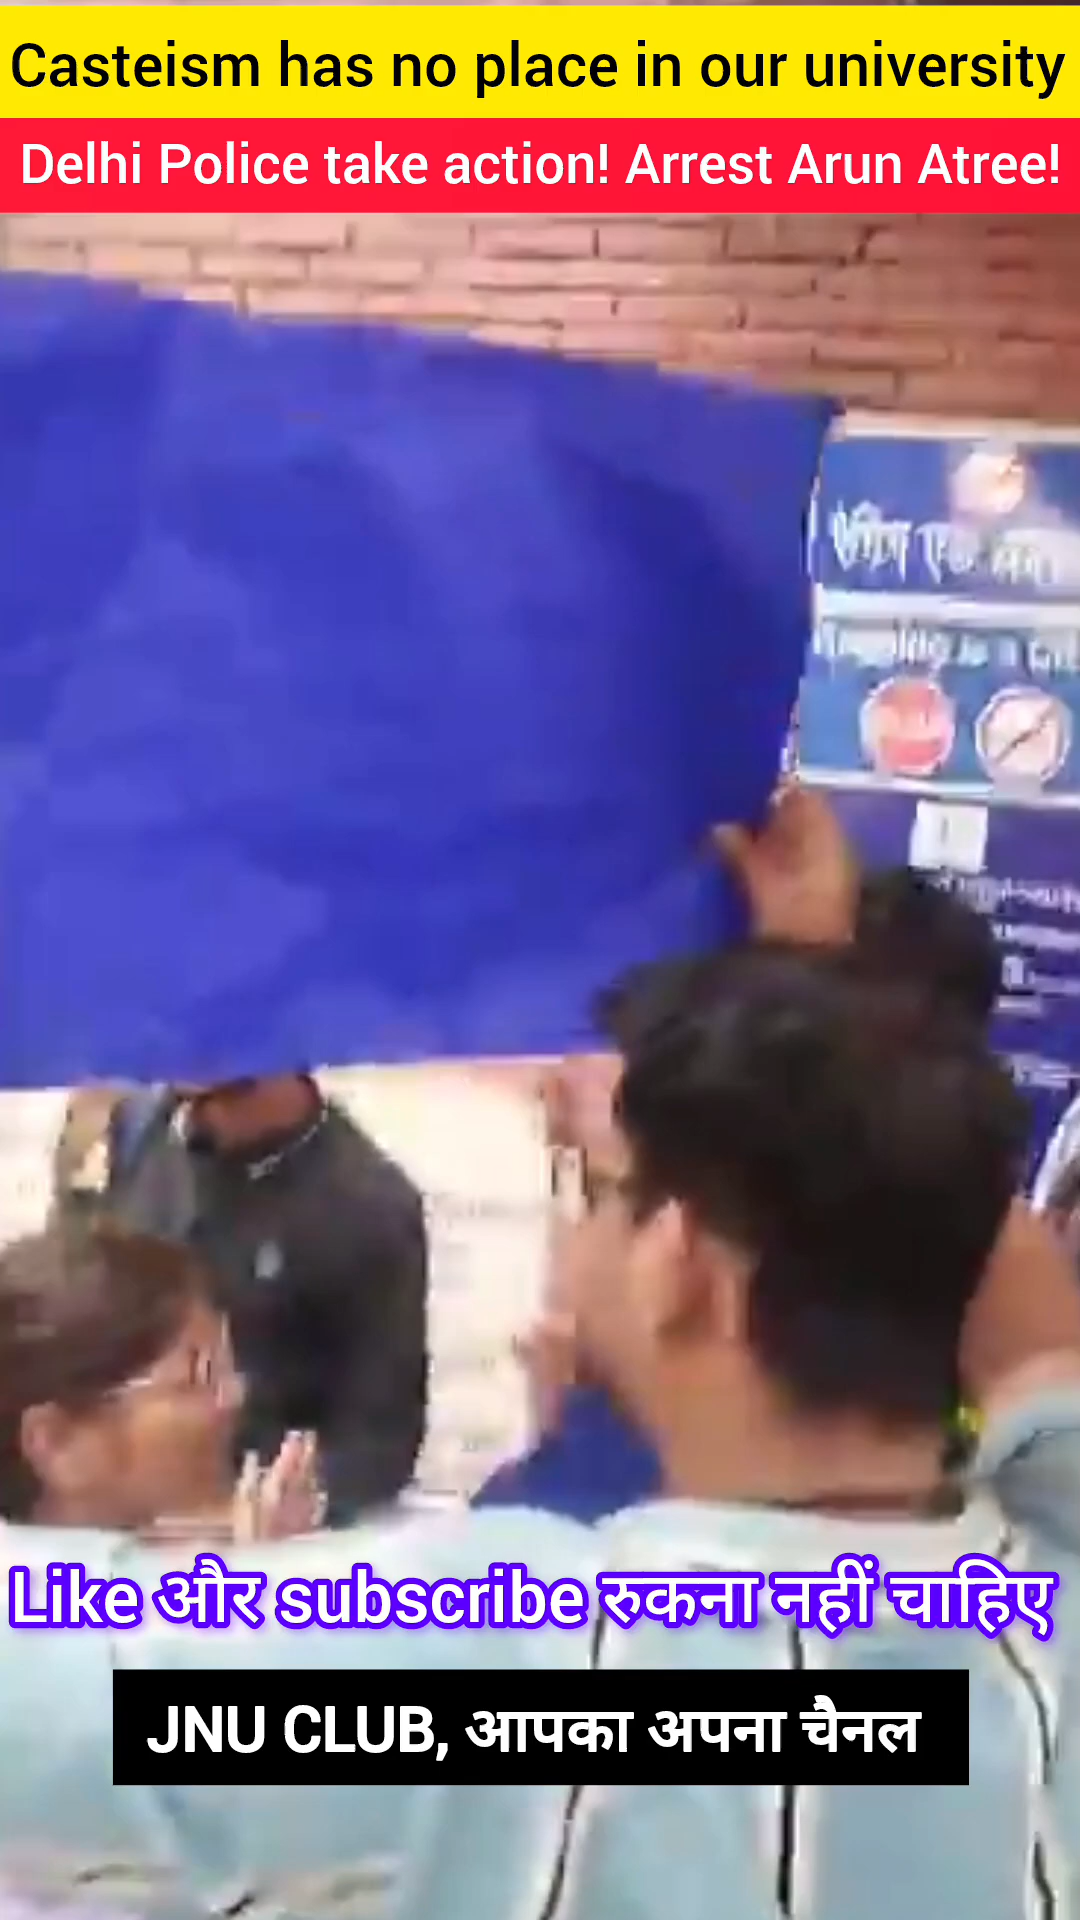 Casteism has no place in our university
Delhi Police take action! Arrest Arun Atree!
Like और subscribe रुकना नहीं चाहिए
JNU CLUB, आपका अपना चैनल